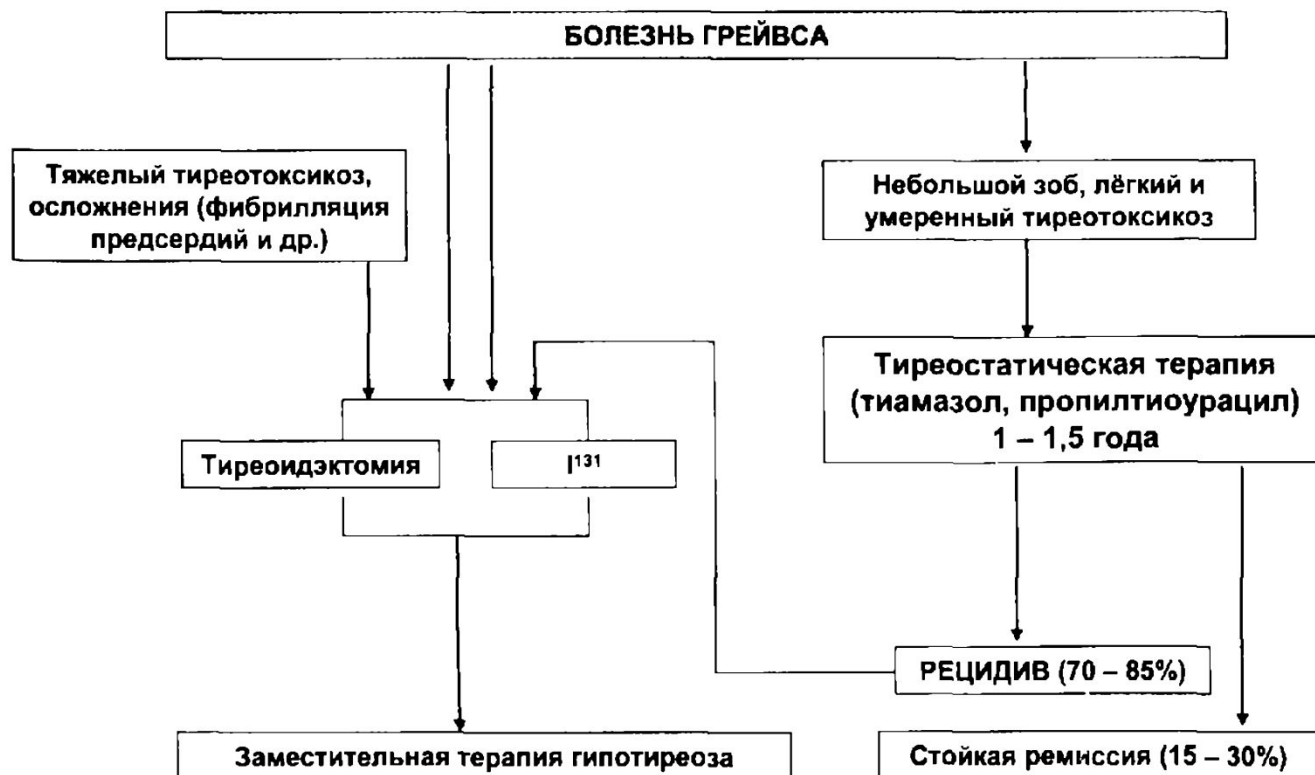 БОЛЕЗНЬ ГРЕЙВСА
Тяжелый тиреотоксикоз,
осложнения (фибрилляция
предсердий и др.)
Небольшой зоб, лёгкий и
умеренный тиреотоксикоз
Тиреостатическая терапия
(тиамазол, пропилтиоурацил)
1 – 1,5 года
Тиреоидэктомия
I¹³¹
РЕЦИДИВ (70 – 85%)
Заместительная терапия гипотиреоза
Стойкая ремиссия (15 – 30%)